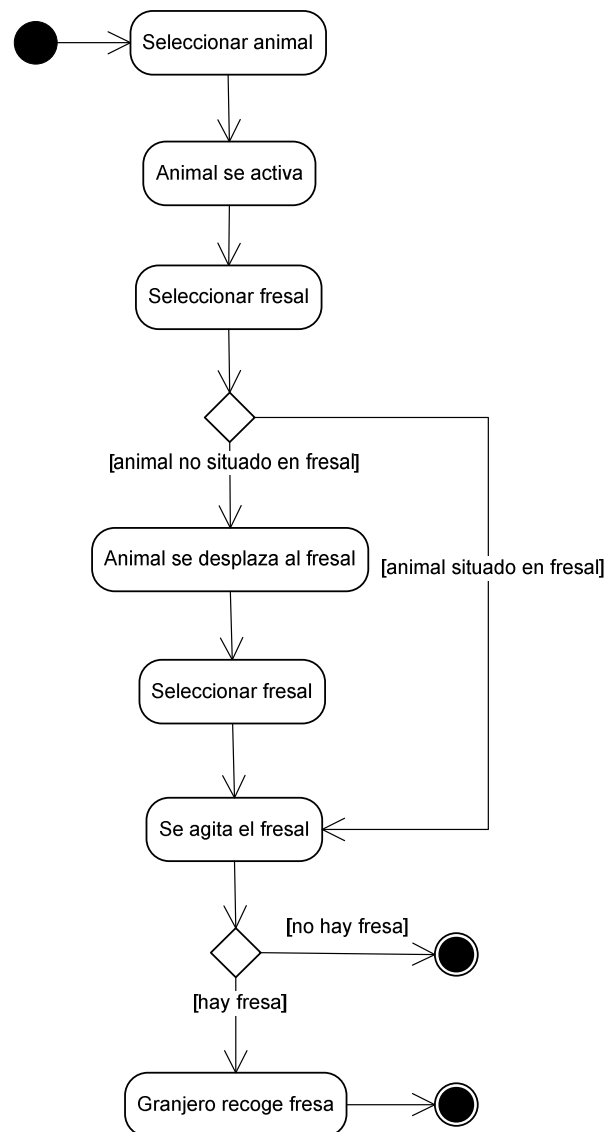 Seleccionar animal
Animal se activa
Seleccionar fresal
[animal no situado en fresal]
Animal se desplaza al fresal
[animal situado en fresal]
Seleccionar fresal
Se agita el fresal
[no hay fresa]
[hay fresa]
Granjero recoge fresa